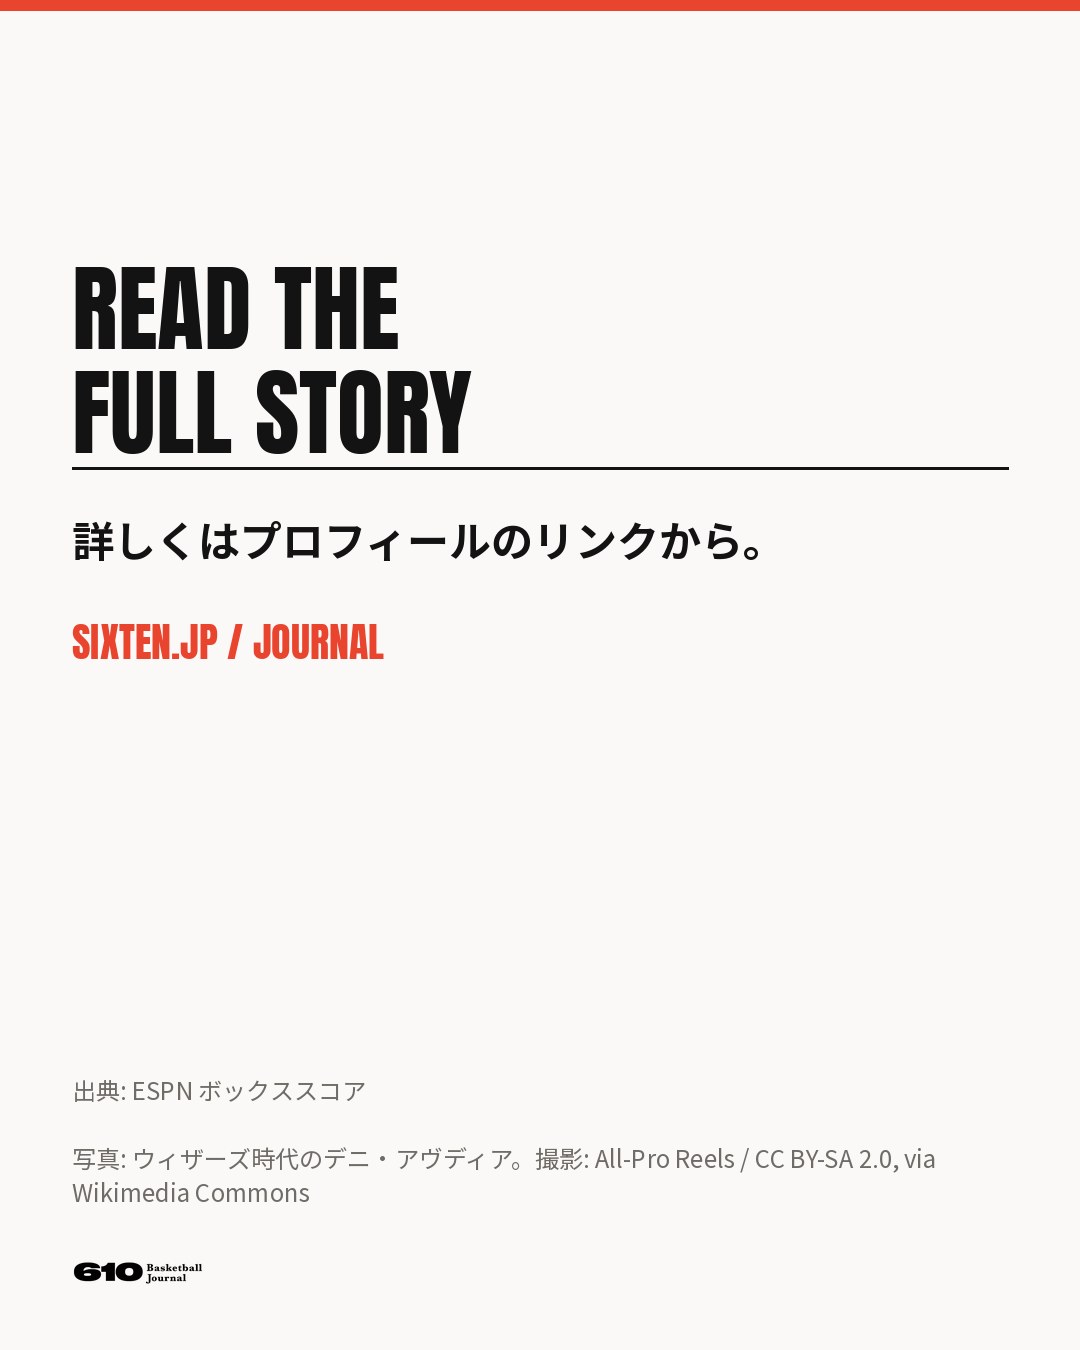 READ THE
FULL STORY
詳しくはプロフィールのリンクから。
SIXTEN.JP / JOURNAL
出典: ESPN ボックススコア
写真: ウィザーズ時代のデニ・アヴディア。撮影: All-Pro Reels / CC BY-SA 2.0, via
Wikimedia Commons
610 Basketball
Journal